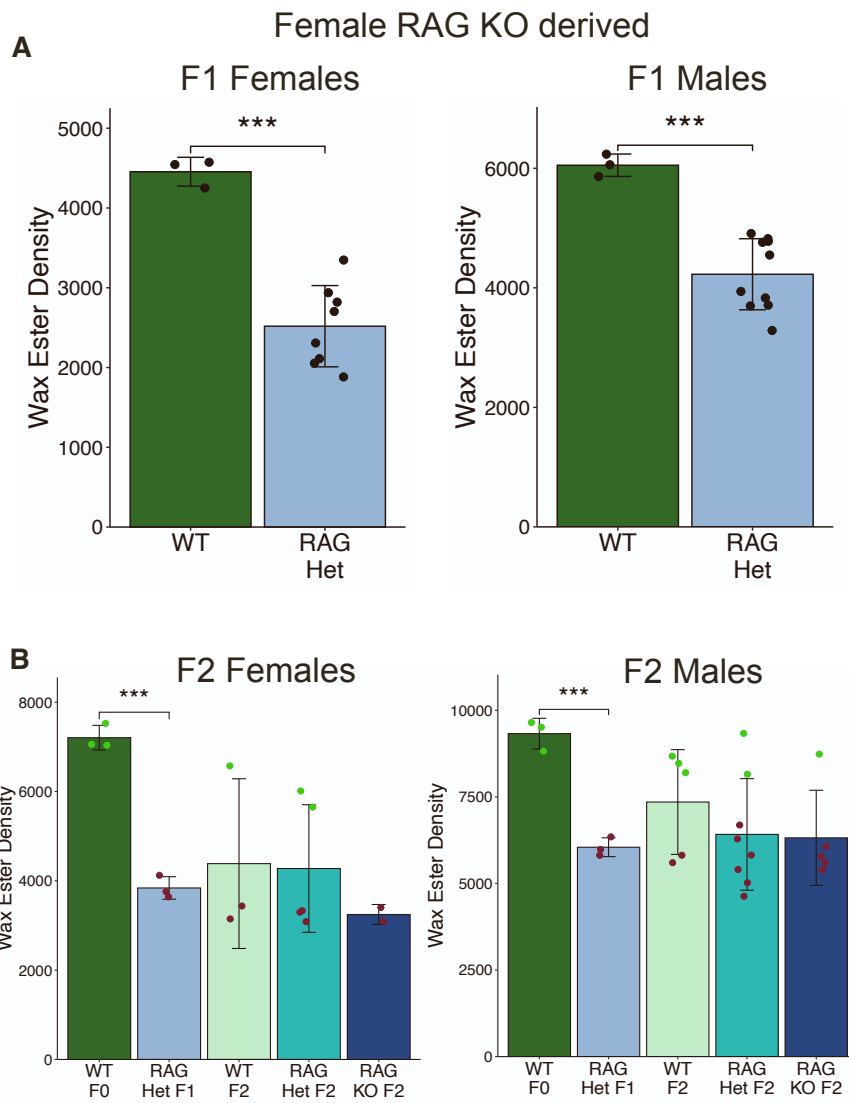 Female RAG KO derived
A
F1 Females
F1 Males
Wax Ester Density
5000
4000
3000
2000
1000
0
***
WT
RAG
Het
Wax Ester Density
6000
4000
2000
0
***
WT
RAG
Het
B
F2 Females
F2 Males
Wax Ester Density
8000
6000
4000
2000
0
***
WT
F0
RAG
Het F1
WT
F2
RAG
Het F2
RAG
KO F2
Wax Ester Density
10000
7500
5000
2500
0
***
WT
F0
RAG
Het F1
WT
F2
RAG
Het F2
RAG
KO F2